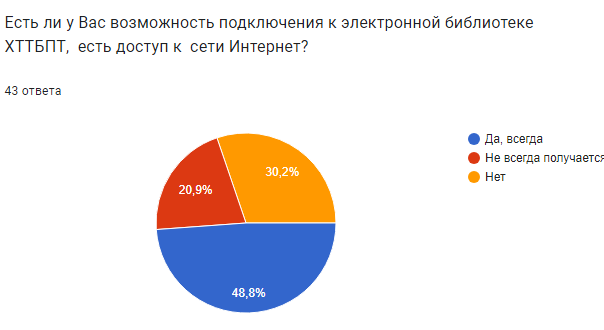 Есть ли у Вас возможность подключения к электронной библиотеке
ХТТБПТ,  есть доступ к  сети Интернет?
43 ответа
Да, всегда
Не всегда получается
Нет
30,2%
20,9%
48,8%